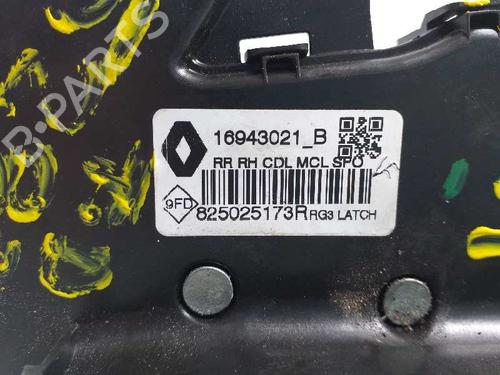 B-PARTS
16943021_B
RR RH CDL MCL SPO
9FD
825025173R RG3 LATCH